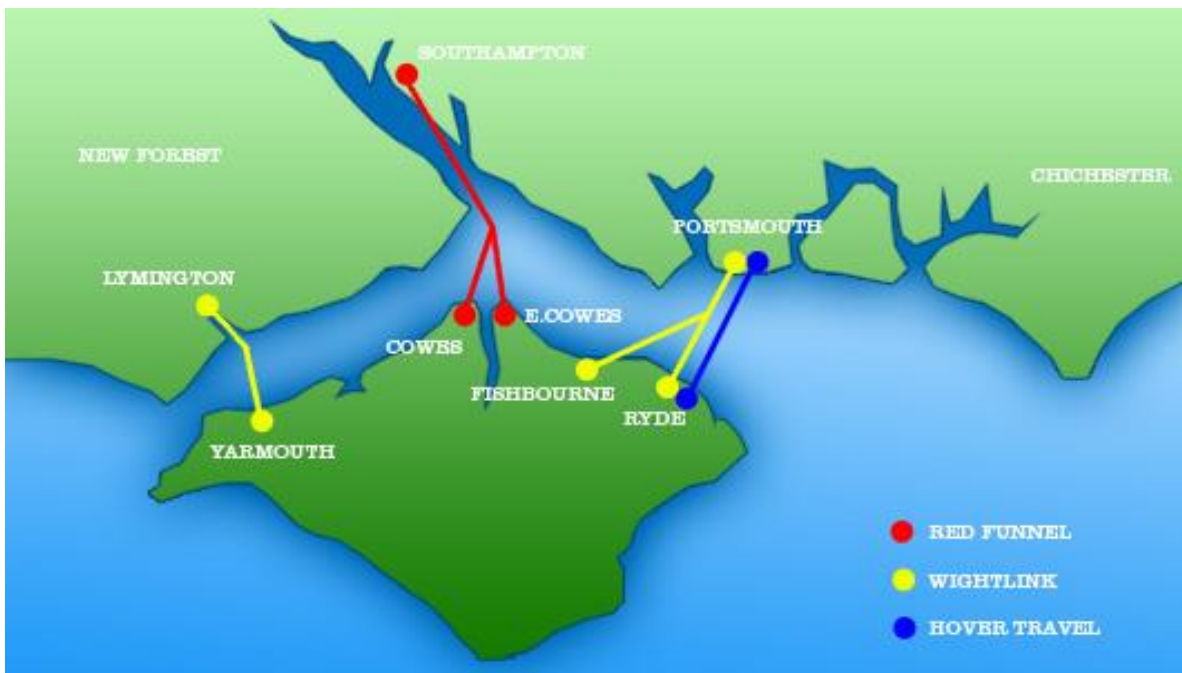 SOUTHAMPTON
NEW FOREST
CHICHESTER
PORTSMOUTH
LYMINGTON
E.COWES
COWES
FISHBOURNE
RYDE
YARMOUTH
RED FUNNEL
WIGHTLINK
HOVER TRAVEL